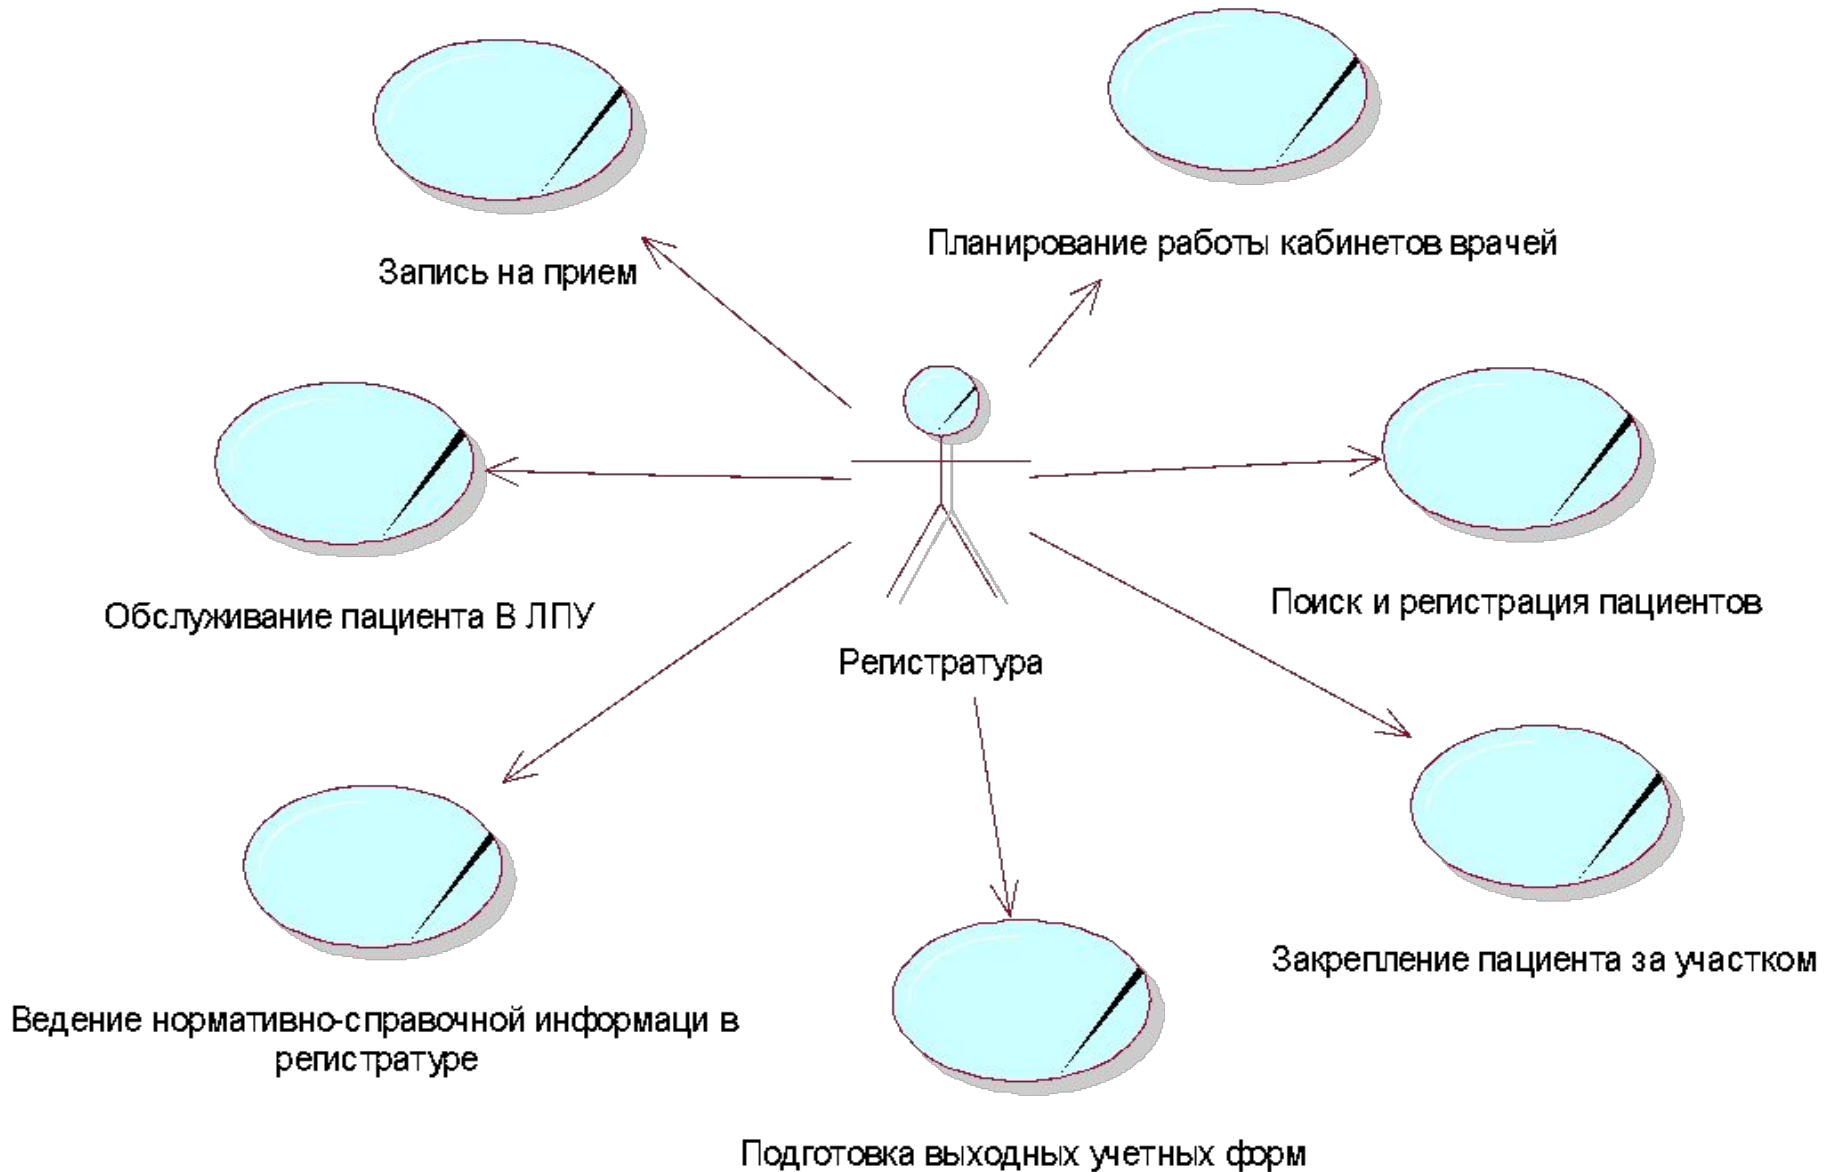 Планирование работы кабинетов врачей
Запись на прием
Обслуживание пациента В ЛПУ
Поиск и регистрация пациентов
Регистратура
Закрепление пациента за участком
Ведение нормативно-справочной информаци в
регистратуре
Подготовка выходных учетных форм